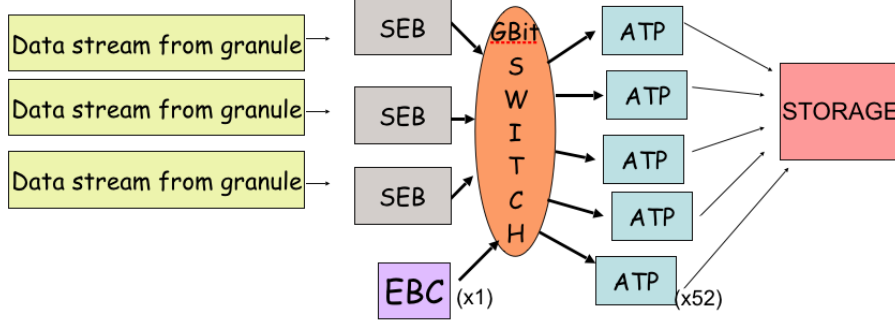 Data stream from granule
SEB
GBit
S
W
I
T
C
H
ATP
STORAGE
Data stream from granule
SEB
ATP
Data stream from granule
SEB
ATP
ATP
EBC (x1)
ATP (x52)